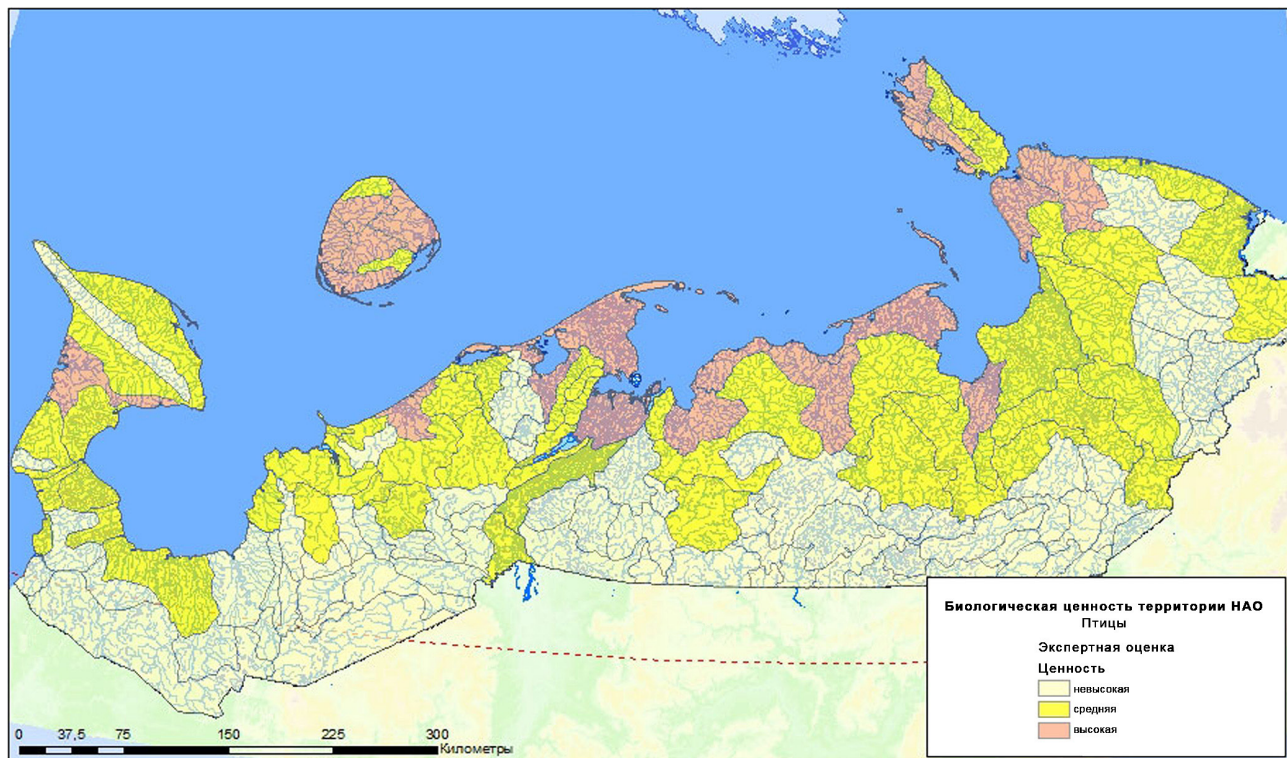 Биологическая ценность территории НАО
Птицы
Экспертная оценка
Ценность
невысокая
средняя
высокая
0 37,5 75 150 225 300
Километры